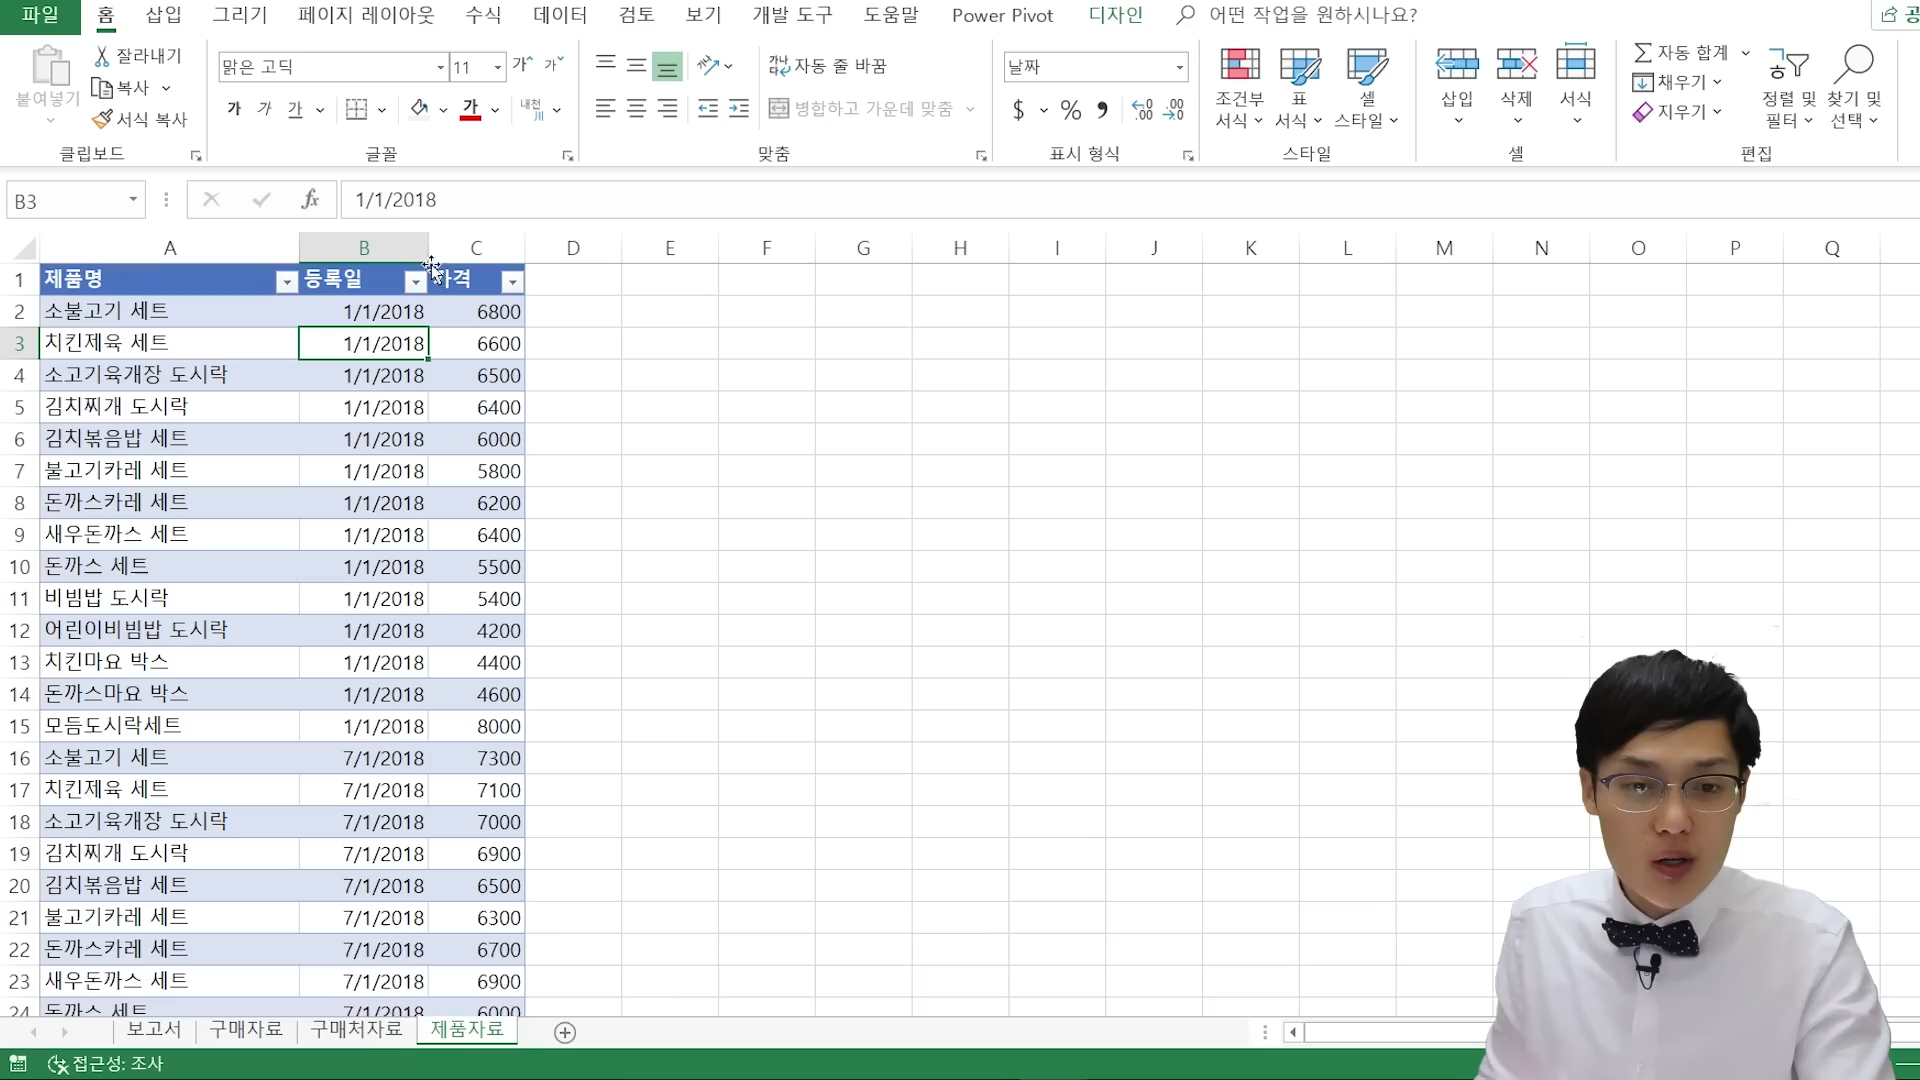 파일 홈 삽입 그리기 페이지 레이아웃 수식 데이터 검토 보기 개발 도구 도움말 Power Pivot 디자인 어떤 작업을 원하시나요?
붙여넣기 잘라내기 복사 서식 복사 클립보드
맑은 고딕 11 가 가 가 가 가 가 내천 글꼴
자동 줄 바꿈 병합하고 가운데 맞춤 맞춤
날짜 $ % 표시 형식
조건부 서식 표 서식 셀 스타일 스타일
삽입 삭제 서식 셀
자동 합계 채우기 지우기 정렬 및 필터 찾기 및 선택 편집
B3 fx 1/1/2018
A B C D E F G H I J K L M N O P Q
1 제품명 등록일 가격
2 소불고기 세트 1/1/2018 6800
3 치킨제육 세트 1/1/2018 6600
4 소고기육개장 도시락 1/1/2018 6500
5 김치찌개 도시락 1/1/2018 6400
6 김치볶음밥 세트 1/1/2018 6000
7 불고기카레 세트 1/1/2018 5800
8 돈까스카레 세트 1/1/2018 6200
9 새우돈까스 세트 1/1/2018 6400
10 돈까스 세트 1/1/2018 5500
11 비빔밥 도시락 1/1/2018 5400
12 어린이비빔밥 도시락 1/1/2018 4200
13 치킨마요 박스 1/1/2018 4400
14 돈까스마요 박스 1/1/2018 4600
15 모듬도시락세트 1/1/2018 8000
16 소불고기 세트 7/1/2018 7300
17 치킨제육 세트 7/1/2018 7100
18 소고기육개장 도시락 7/1/2018 7000
19 김치찌개 도시락 7/1/2018 6900
20 김치볶음밥 세트 7/1/2018 6500
21 불고기카레 세트 7/1/2018 6300
22 돈까스카레 세트 7/1/2018 6700
23 새우돈까스 세트 7/1/2018 6900
24 돈까스 세트 7/1/2018 6000
보고서 구매자료 구매처자료 제품자료
접근성: 조사